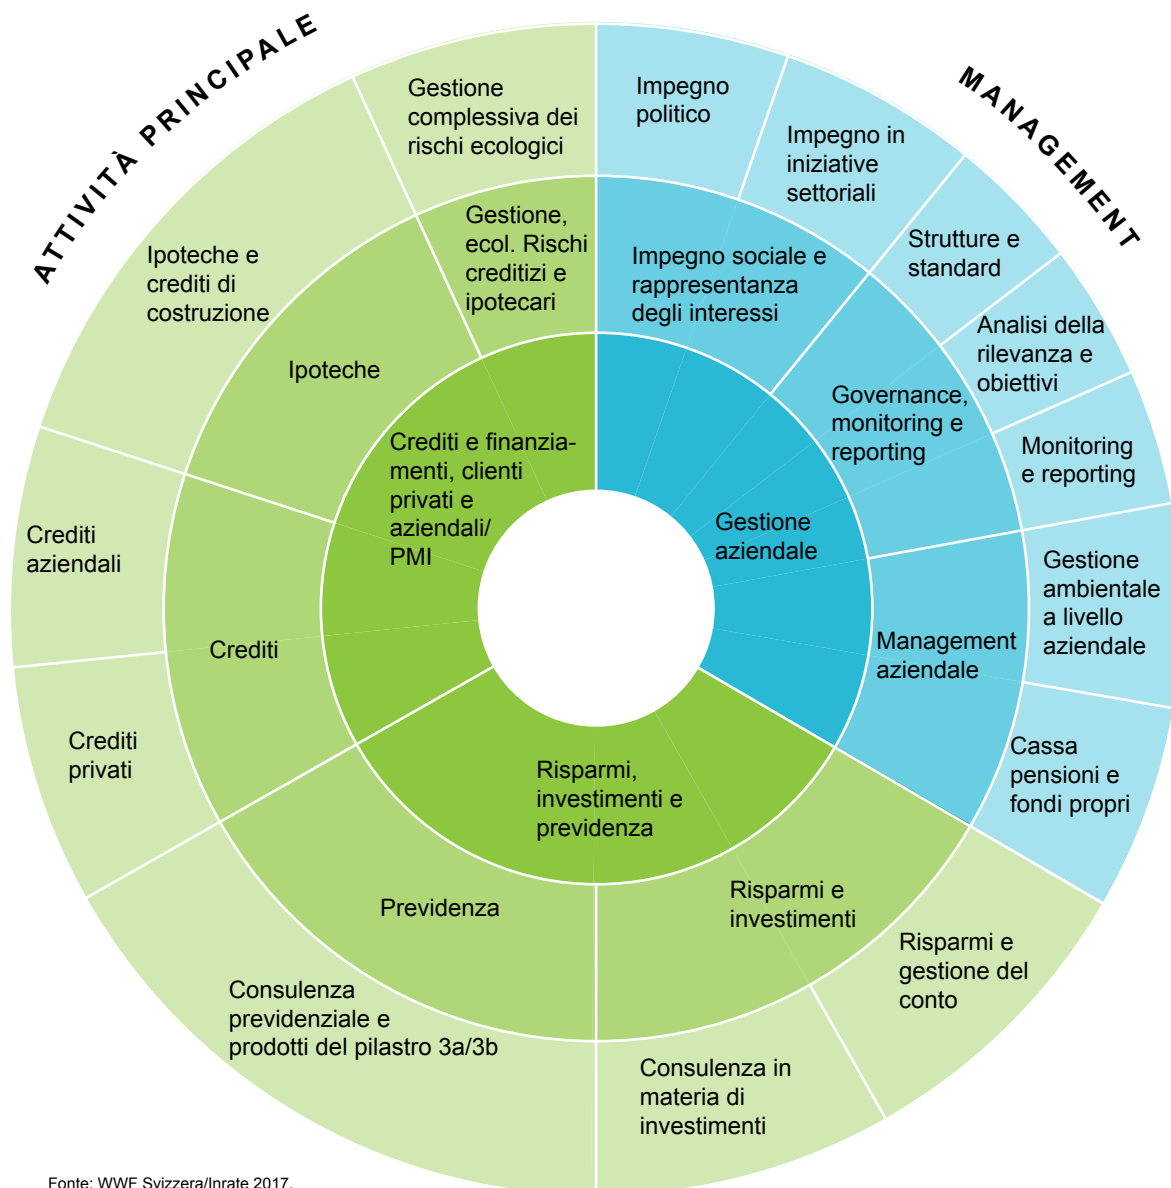 ATTIVITÀ PRINCIPALE
MANAGEMENT
Gestione
complessiva dei
rischi ecologici
Impegno
politico
Impegno in
iniziative
settoriali
Strutture e
standard
Analisi della
rilevanza e
obiettivi
Monitoring
e reporting
Gestione
ambientale
a livello
aziendale
Cassa
pensioni e
fondi propri
Ipoteche e
crediti di
costruzione
Gestione,
ecol. Rischi
creditizi e
ipotecari
Impegno sociale e
rappresentanza
degli interessi
Governance,
monitoring e
reporting
Management
aziendale
Ipoteche
Crediti e finanzia-
menti, clienti
privati e
aziendali/
PMI
Gestione
aziendale
Crediti
aziendali
Crediti
Crediti
privati
Risparmi,
investimenti e
previdenza
Previdenza
Risparmi e
investimenti
Risparmi e
gestione del
conto
Consulenza
previdenziale e
prodotti del pilastro 3a/3b
Consulenza in
materia di
investimenti
Fonte: WWF Svizzera/Inrate 2017.